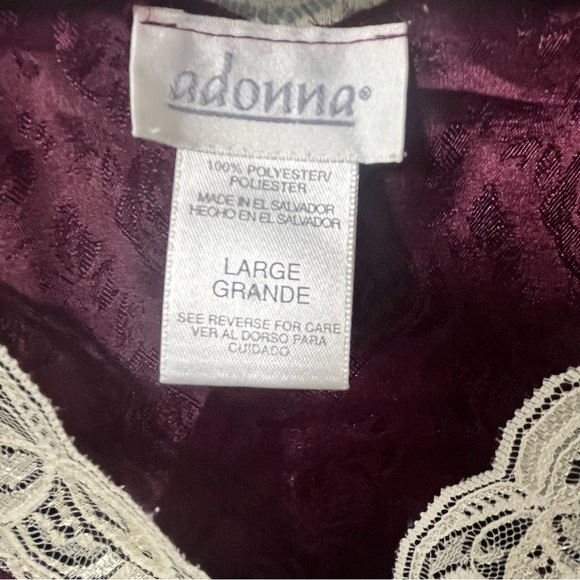 adonna®
100% POLYESTER/
POLIESTER
MADE IN EL SALVADOR
HECHO EN EL SALVADOR
LARGE
GRANDE
SEE REVERSE FOR CARE
VER AL DORSO PARA
CUIDADO